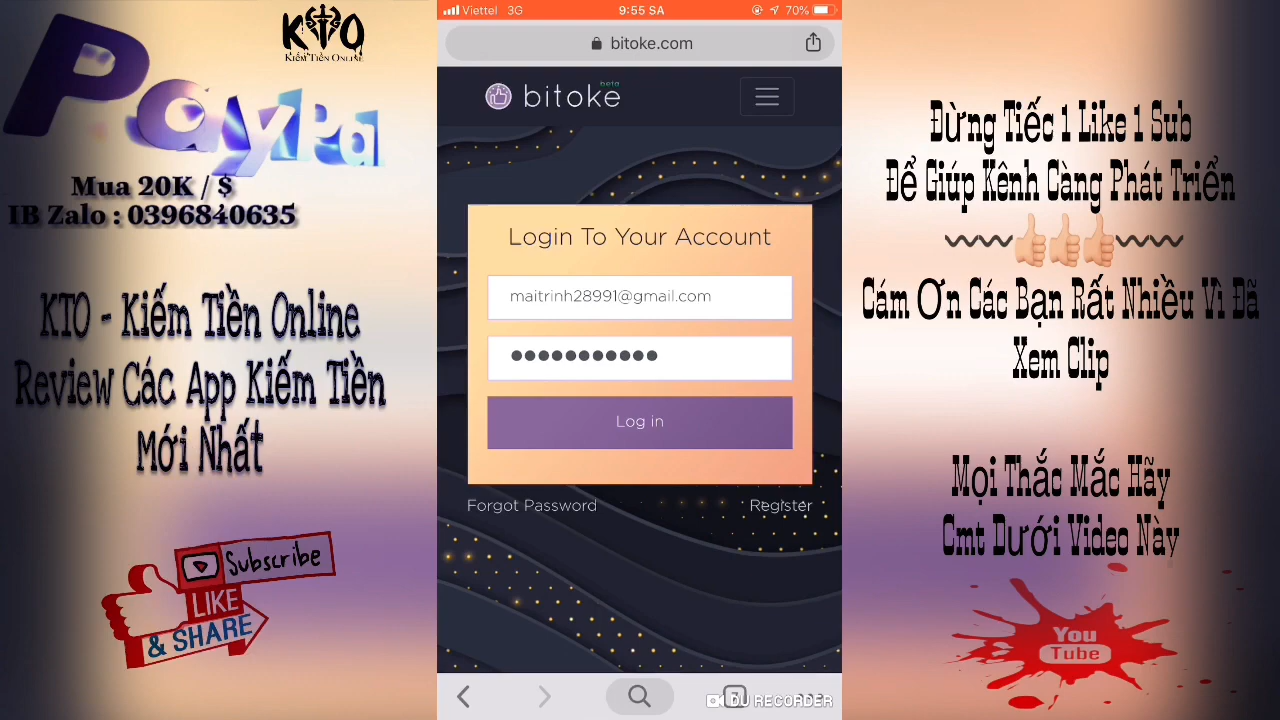 KTO
Kiếm Tiền Online
PayPa
Mua 20K / $
IB Zalo : 0396840635
KTO - Kiếm Tiền Online
Review Các App Kiếm Tiền
Mới Nhất
Subscribe
LIKE
& SHARE
Viettel 3G
9:55 SA
70%
bitoke.com
beta
bitoke
Login To Your Account
maitrinh28991@gmail.com
Log in
Forgot Password
Register
DU RECORDER
Đừng Tiếc 1 Like 1 Sub
Để Giúp Kênh Càng Phát Triển
Cám Ơn Các Bạn Rất Nhiều Vì Đã
Xem Clip
Mọi Thắc Mắc Hãy
Cmt Dưới Video Này
You
Tube